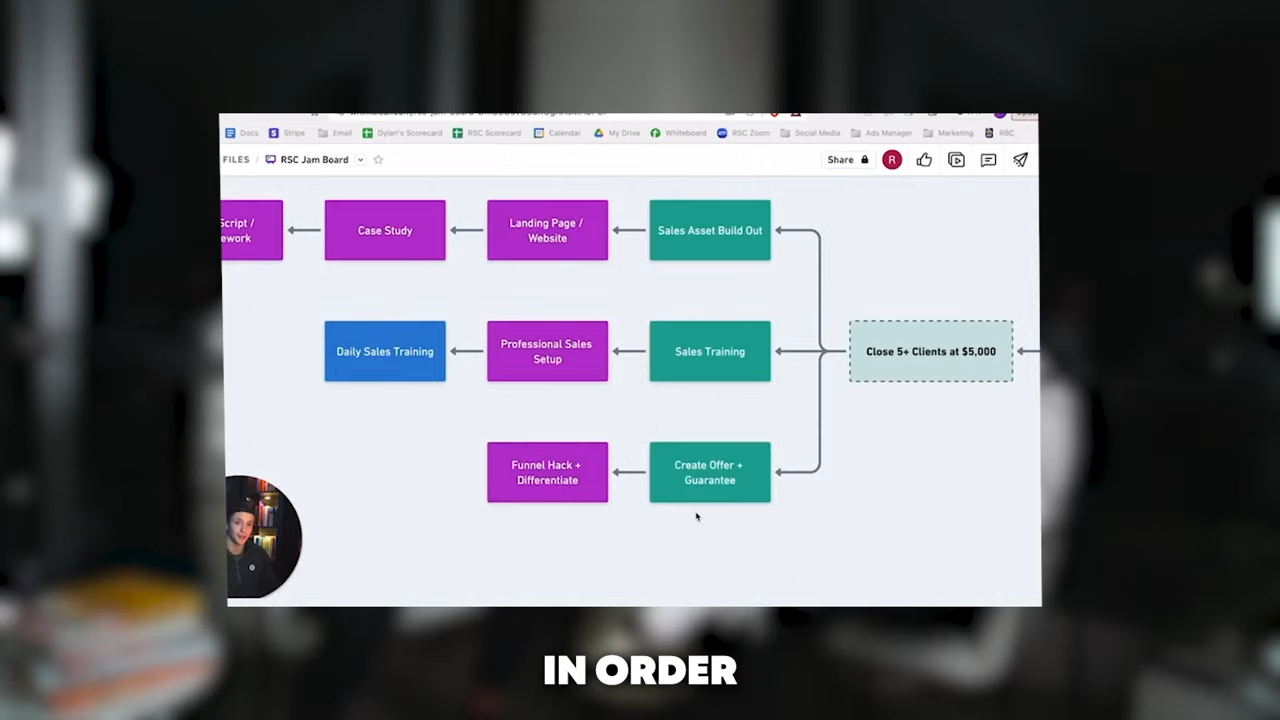 Docs
Stripe
Email
Dylan's Scorecard
RSC Scorecard
Calendar
My Drive
Whiteboard
RSC Zoom
Social Media
Ads Manager
Marketing
RBC
FILES / RSC Jam Board
Share
R
Script /
ework
Case Study
Landing Page /
Website
Sales Asset Build Out
Daily Sales Training
Professional Sales
Setup
Sales Training
Close 5+ Clients at $5,000
Funnel Hack +
Differentiate
Create Offer +
Guarantee
IN ORDER